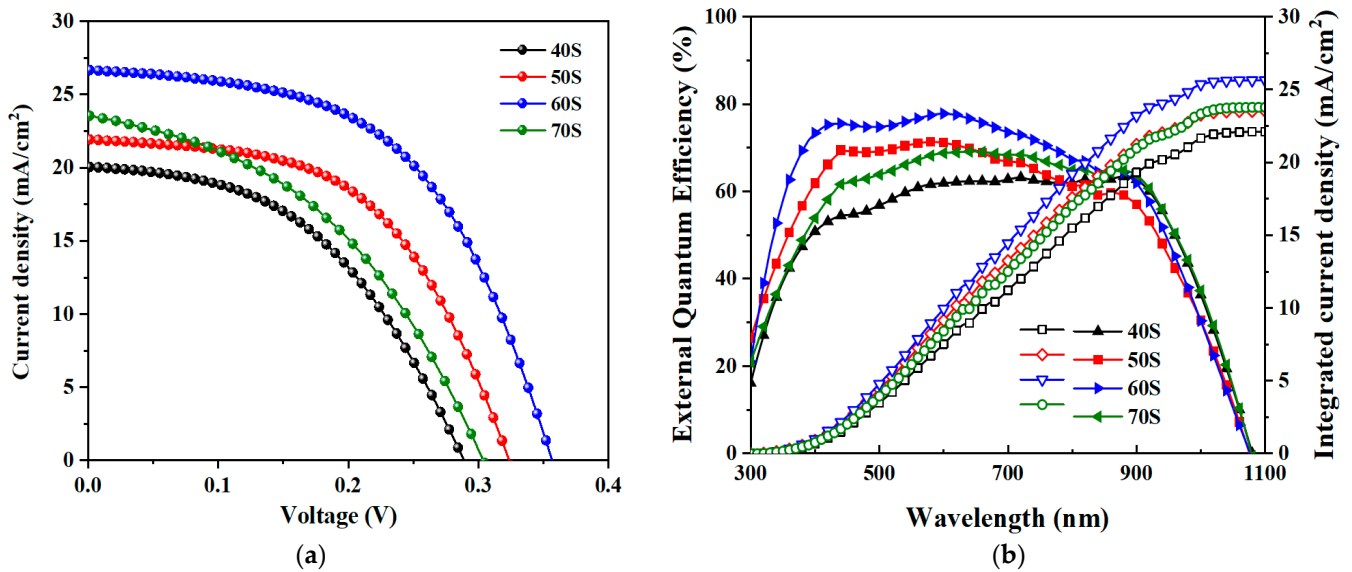 30
25
20
15
10
5
0
Current density (mA/cm²)
0.0
0.1
0.2
0.3
0.4
Voltage (V)
40S
50S
60S
70S
(a)
100
80
60
40
20
0
External Quantum Efficiency (%)
300
500
700
900
1100
Wavelength (nm)
40S
50S
60S
70S
30
25
20
15
10
5
0
Integrated current density (mA/cm²)
(b)